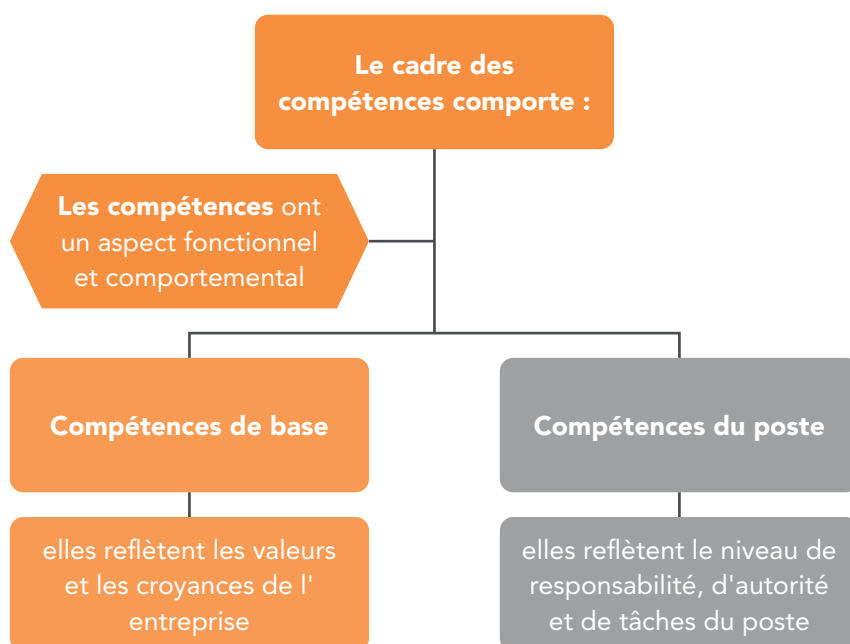 Le cadre des
compétences comporte :
Les compétences ont
un aspect fonctionnel
et comportemental
Compétences de base
Compétences du poste
elles reflètent les valeurs
et les croyances de l'
entreprise
elles reflètent le niveau de
responsabilité, d'autorité
et de tâches du poste